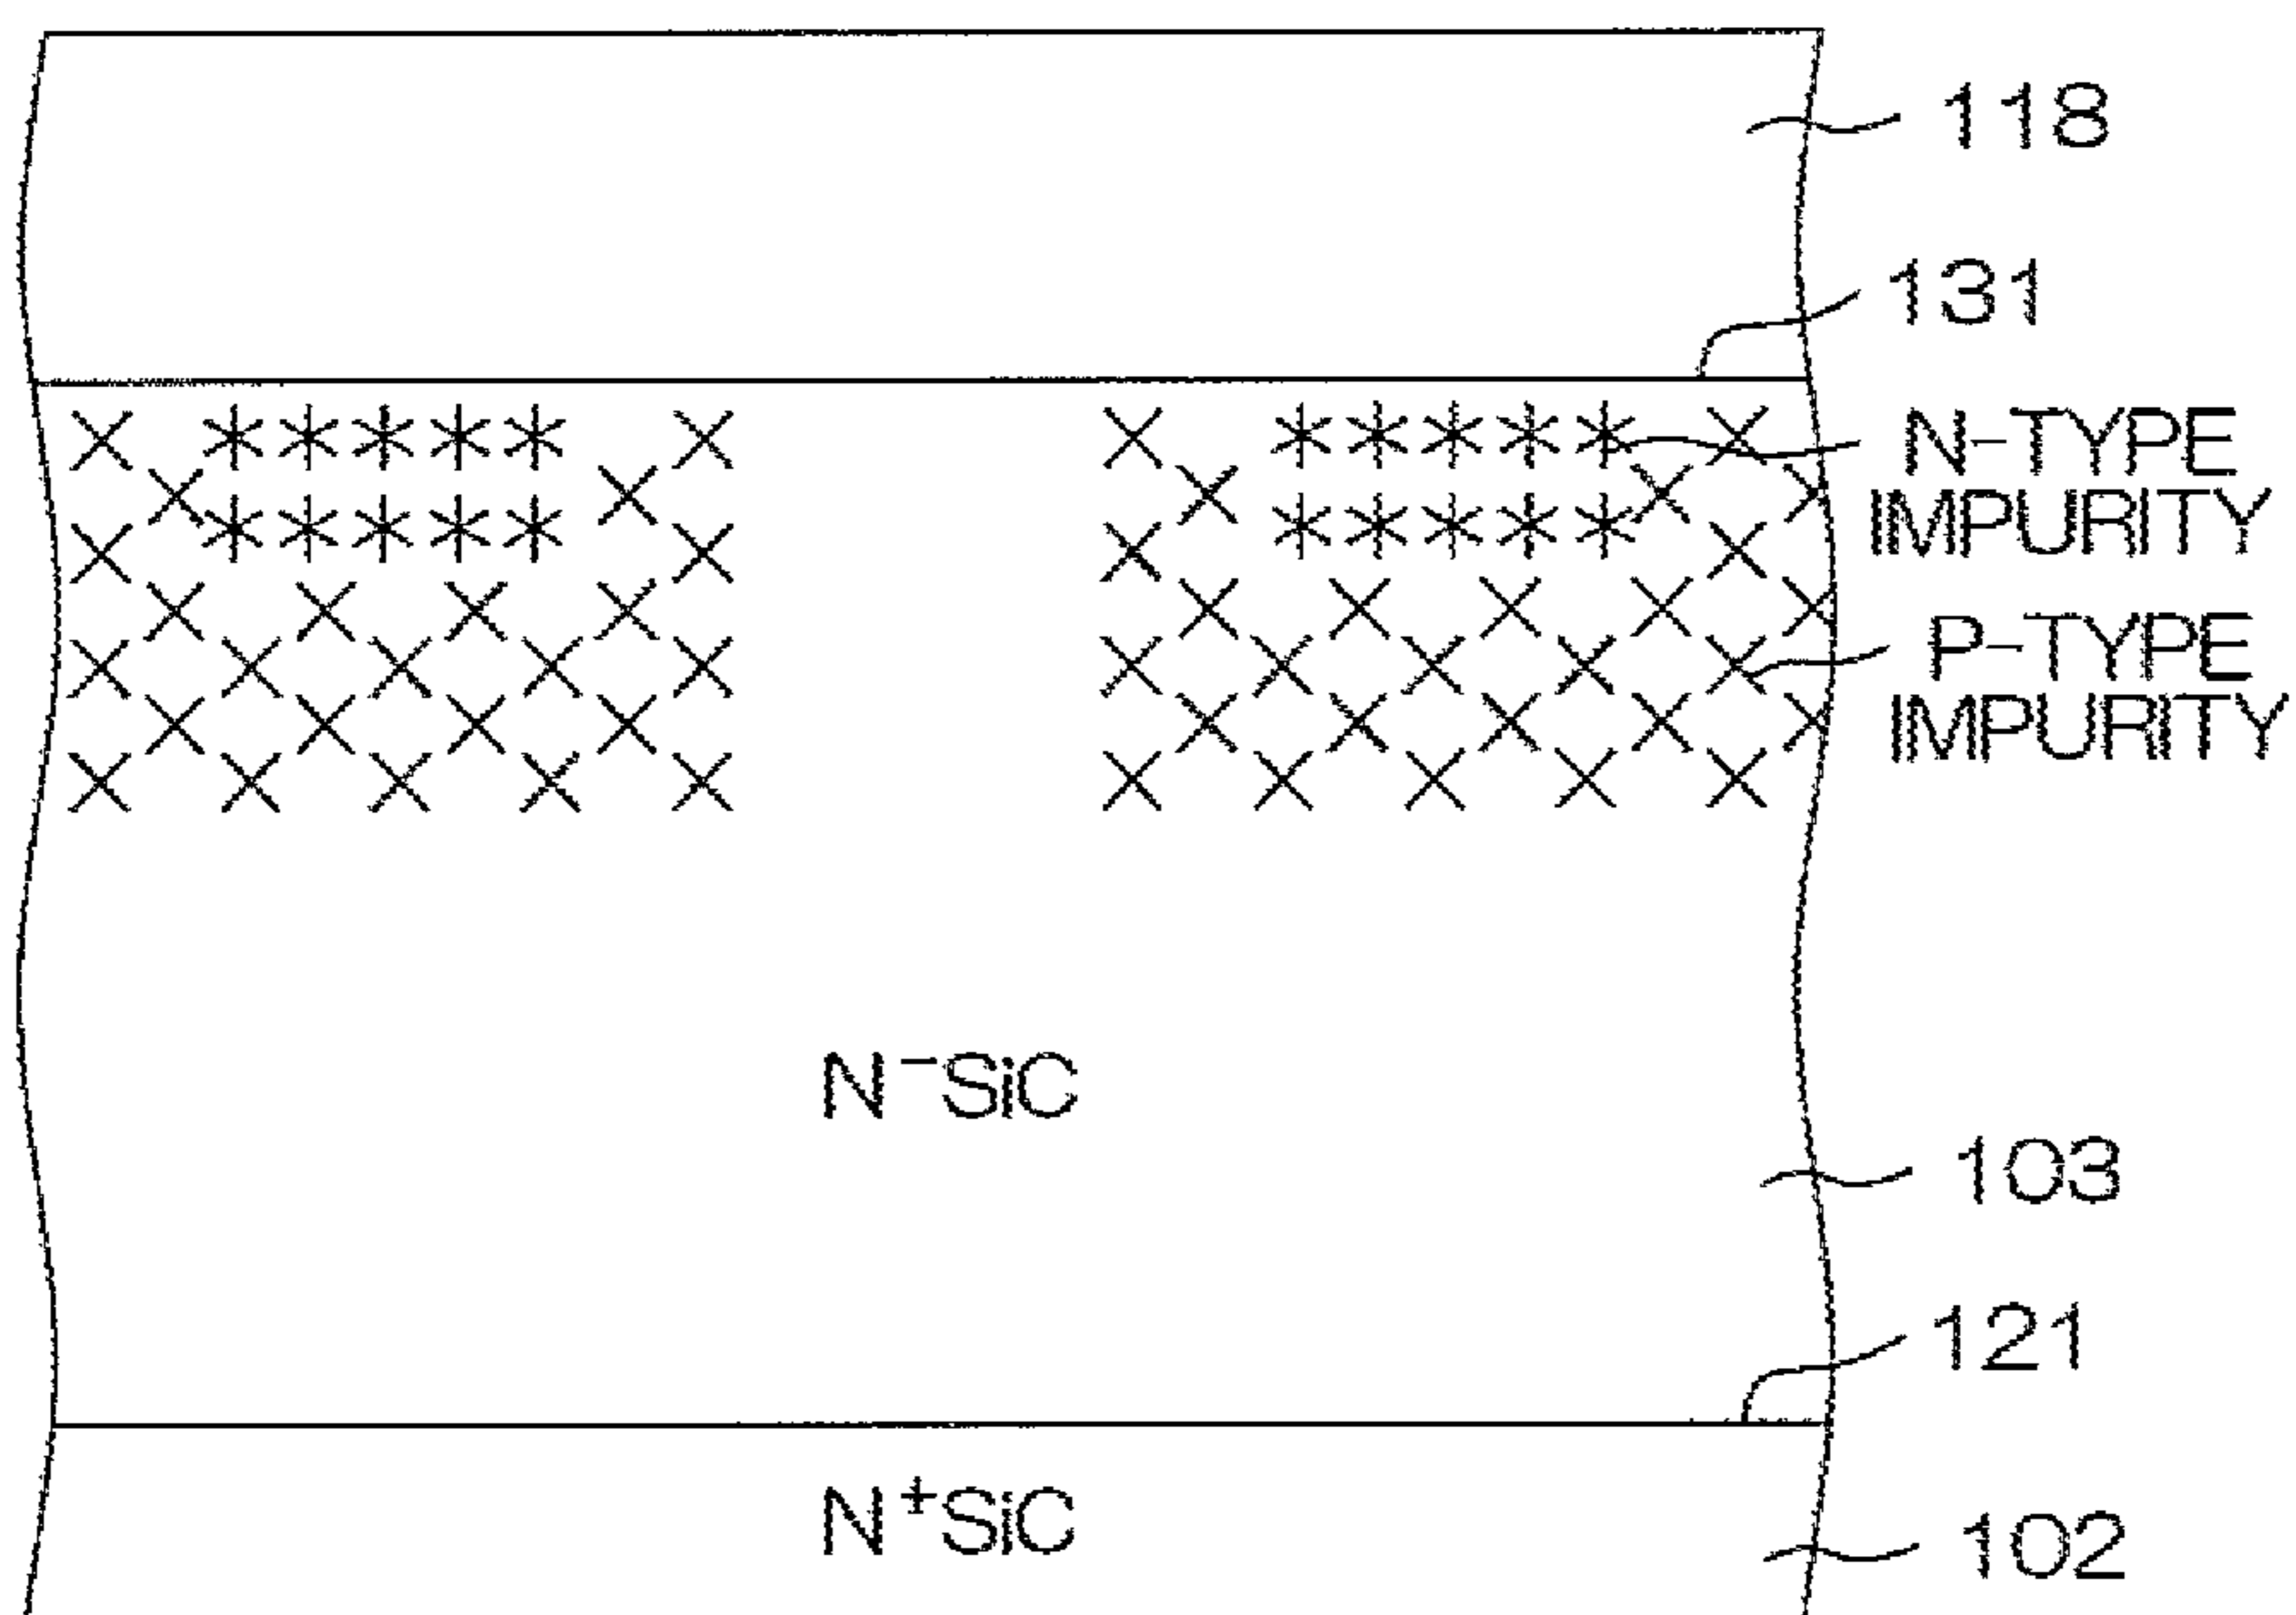 118
131
N-TYPE
IMPURITY
P-TYPE
IMPURITY
N⁻SiC
103
121
N⁺SiC
102